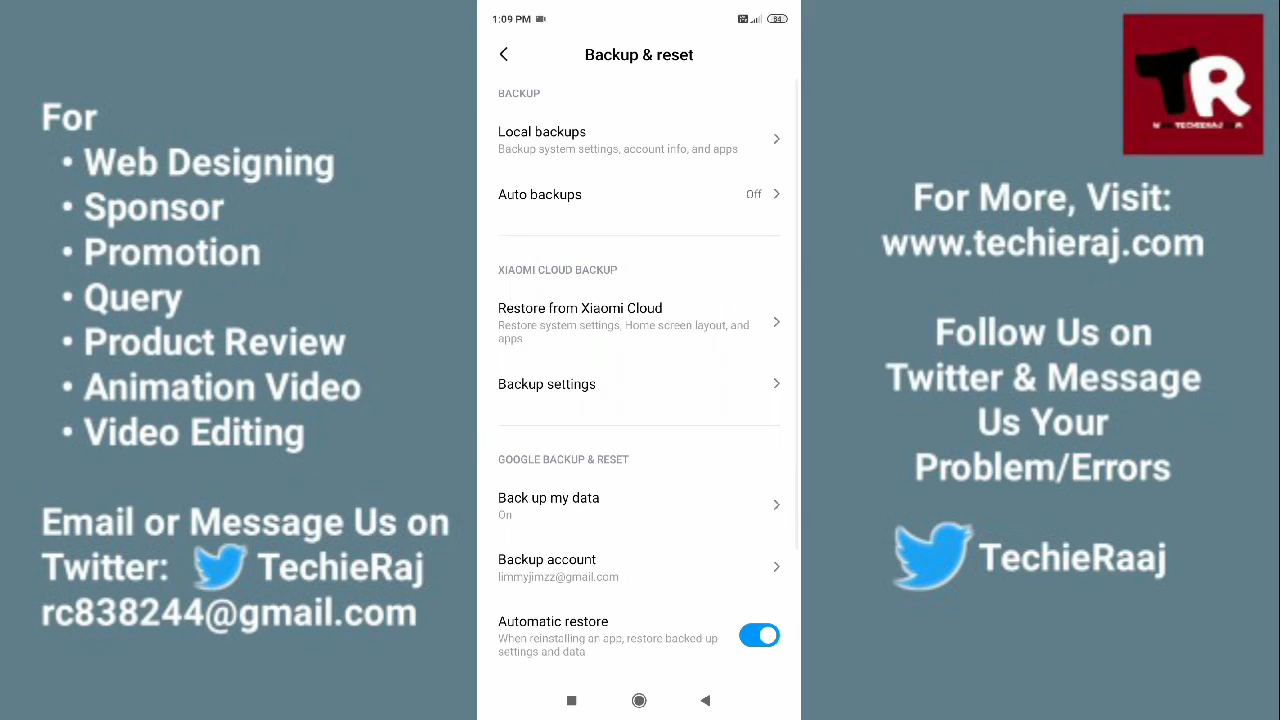 For
• Web Designing
• Sponsor
• Promotion
• Query
• Product Review
• Animation Video
• Video Editing
Email or Message Us on
Twitter: TechieRaj
rc838244@gmail.com
1:09 PM
84
Backup & reset
BACKUP
Local backups
Backup system settings, account info, and apps
Auto backups
Off
XIAOMI CLOUD BACKUP
Restore from Xiaomi Cloud
Restore system settings, Home screen layout, and
apps
Backup settings
GOOGLE BACKUP & RESET
Back up my data
On
Backup account
limmyjimzz@gmail.com
Automatic restore
When reinstalling an app, restore backed-up
settings and data
TR
For More, Visit:
www.techieraj.com
Follow Us on
Twitter & Message
Us Your
Problem/Errors
TechieRaaj